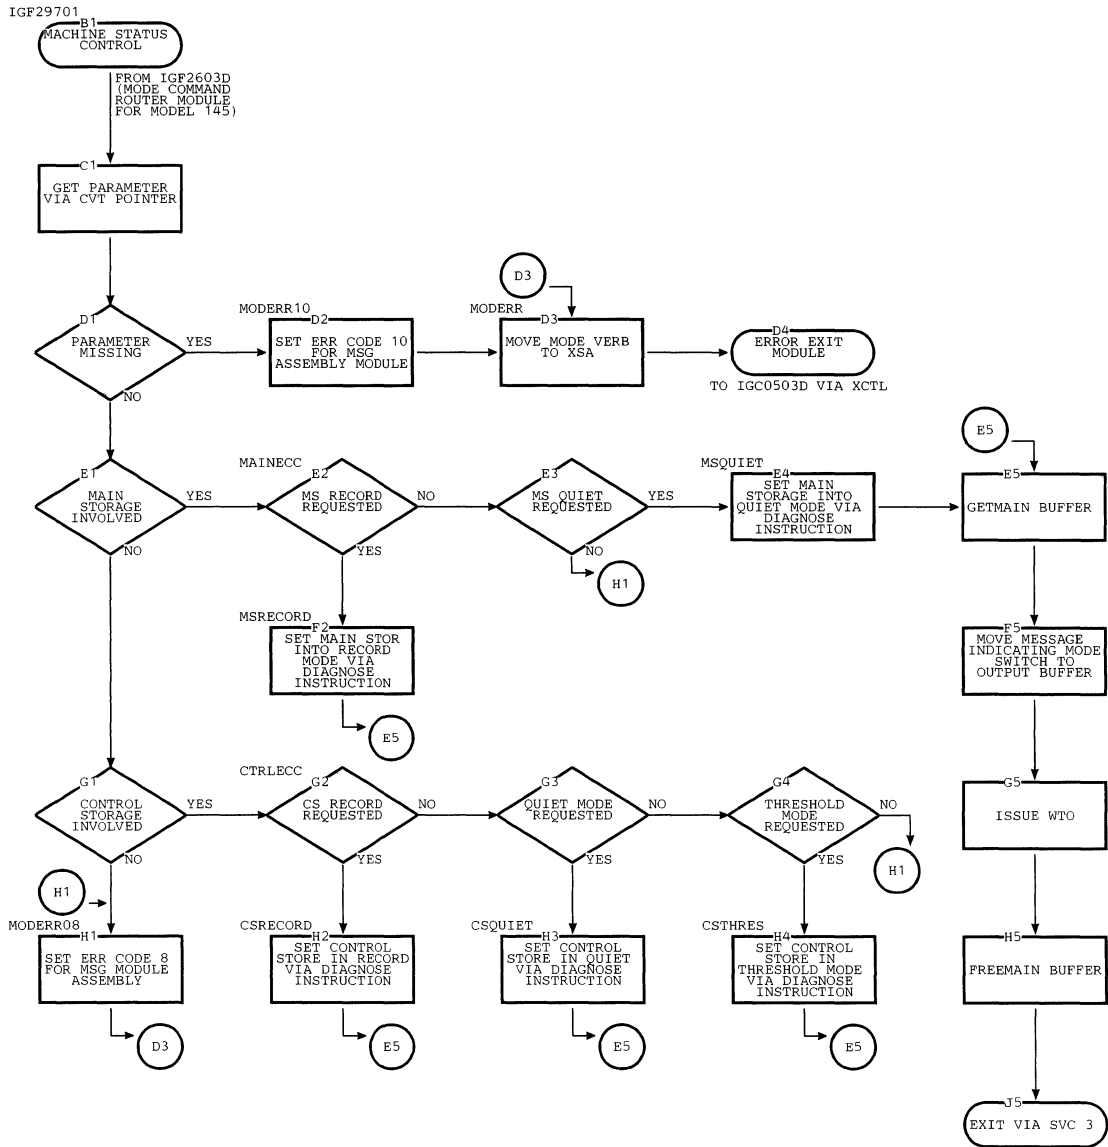 IGF29701
B1
MACHINE STATUS
CONTROL
FROM IGF2603D
(MODE COMMAND
ROUTER MODULE
FOR MODEL 145)
C1
GET PARAMETER
VIA CVT POINTER
D1
PARAMETER
MISSING
YES
NO
MODERR10
D2
SET ERR CODE 10
FOR MSG
ASSEMBLY MODULE
D3
MODERR
D3
MOVE MODE VERB
TO XSA
D4
ERROR EXIT
MODULE
TO IGC0503D VIA XCTL
E1
MAIN
STORAGE
INVOLVED
YES
NO
MAINECC
E2
MS RECORD
REQUESTED
NO
YES
E3
MS QUIET
REQUESTED
YES
NO
H1
MSQUIET
E4
SET MAIN
STORAGE INTO
QUIET MODE VIA
DIAGNOSE
INSTRUCTION
E5
E5
GETMAIN BUFFER
MSRECORD
F2
SET MAIN STOR
INTO RECORD
MODE VIA
DIAGNOSE
INSTRUCTION
E5
F5
MOVE MESSAGE
INDICATING MODE
SWITCH TO
OUTPUT BUFFER
G1
CONTROL
STORAGE
INVOLVED
YES
NO
CTRLECC
G2
CS RECORD
REQUESTED
NO
YES
G3
QUIET MODE
REQUESTED
NO
YES
G4
THRESHOLD
MODE
REQUESTED
NO
YES
H1
G5
ISSUE WTO
H1
MODERR08
H1
SET ERR CODE 8
FOR MSG MODULE
ASSEMBLY
D3
CSRECORD
H2
SET CONTROL
STORE IN RECORD
VIA DIAGNOSE
INSTRUCTION
E5
CSQUIET
H3
SET CONTROL
STORE IN QUIET
VIA DIAGNOSE
INSTRUCTION
E5
CSTHRES
H4
SET CONTROL
STORE IN
THRESHOLD MODE
VIA DIAGNOSE
INSTRUCTION
E5
H5
FREEMAIN BUFFER
J5
EXIT VIA SVC 3